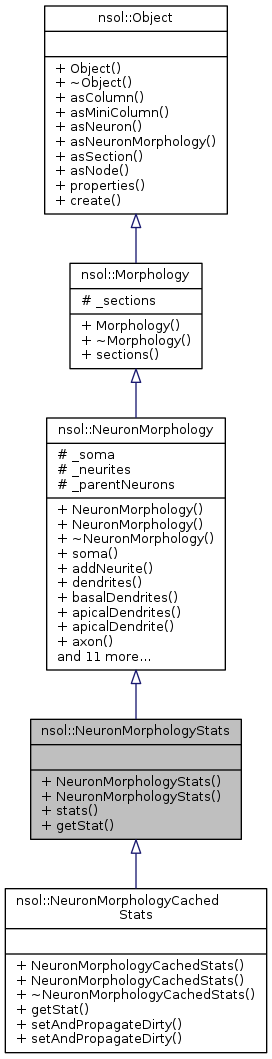 nsol::Object
+ Object()
+ ~Object()
+ asColumn()
+ asMiniColumn()
+ asNeuron()
+ asNeuronMorphology()
+ asSection()
+ asNode()
+ properties()
+ create()
nsol::Morphology
# _sections
+ Morphology()
+ ~Morphology()
+ sections()
nsol::NeuronMorphology
# _soma
# _neurites
# _parentNeurons
+ NeuronMorphology()
+ NeuronMorphology()
+ ~NeuronMorphology()
+ soma()
+ addNeurite()
+ dendrites()
+ basalDendrites()
+ apicalDendrites()
+ apicalDendrite()
+ axon()
and 11 more...
nsol::NeuronMorphologyStats
+ NeuronMorphologyStats()
+ NeuronMorphologyStats()
+ stats()
+ getStat()
nsol::NeuronMorphologyCached
Stats
+ NeuronMorphologyCachedStats()
+ NeuronMorphologyCachedStats()
+ ~NeuronMorphologyCachedStats()
+ getStat()
+ setAndPropagateDirty()
+ setAndPropagateDirty()